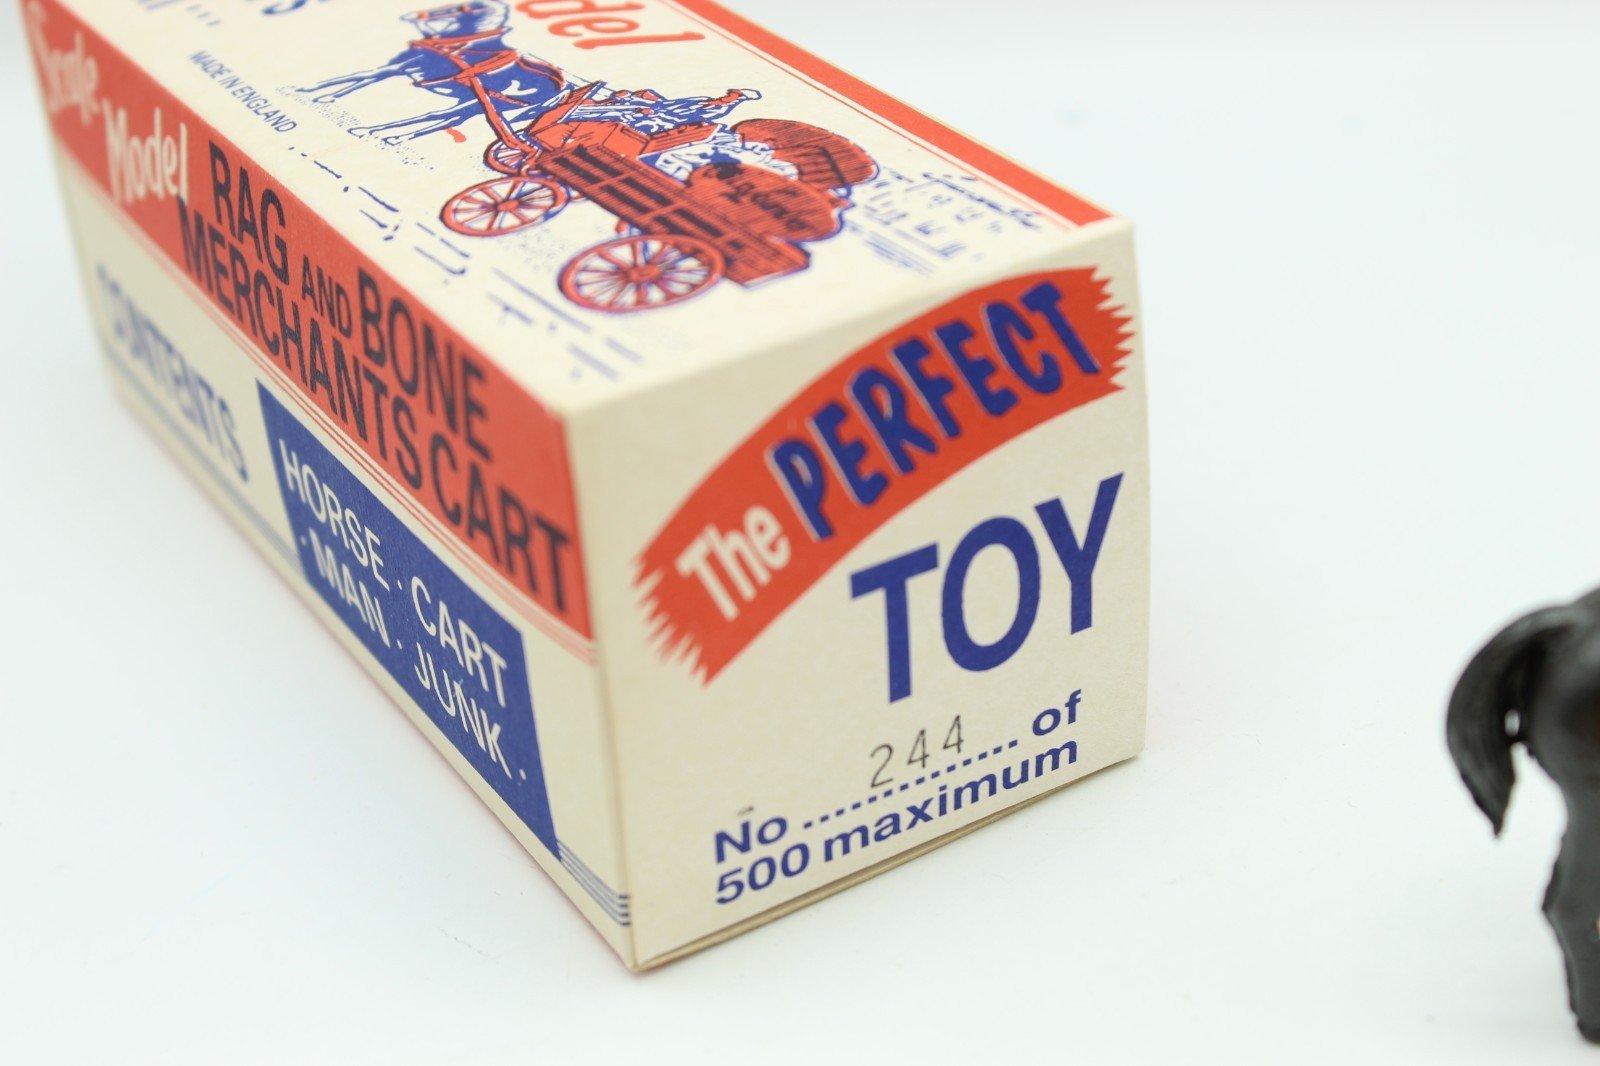 Model
MADE IN ENGLAND
Scale Model
RAG AND BONE
MERCHANTS CART
CONTENTS
HORSE · CART
· MAN · JUNK ·
The PERFECT
TOY
No 244 of
500 maximum